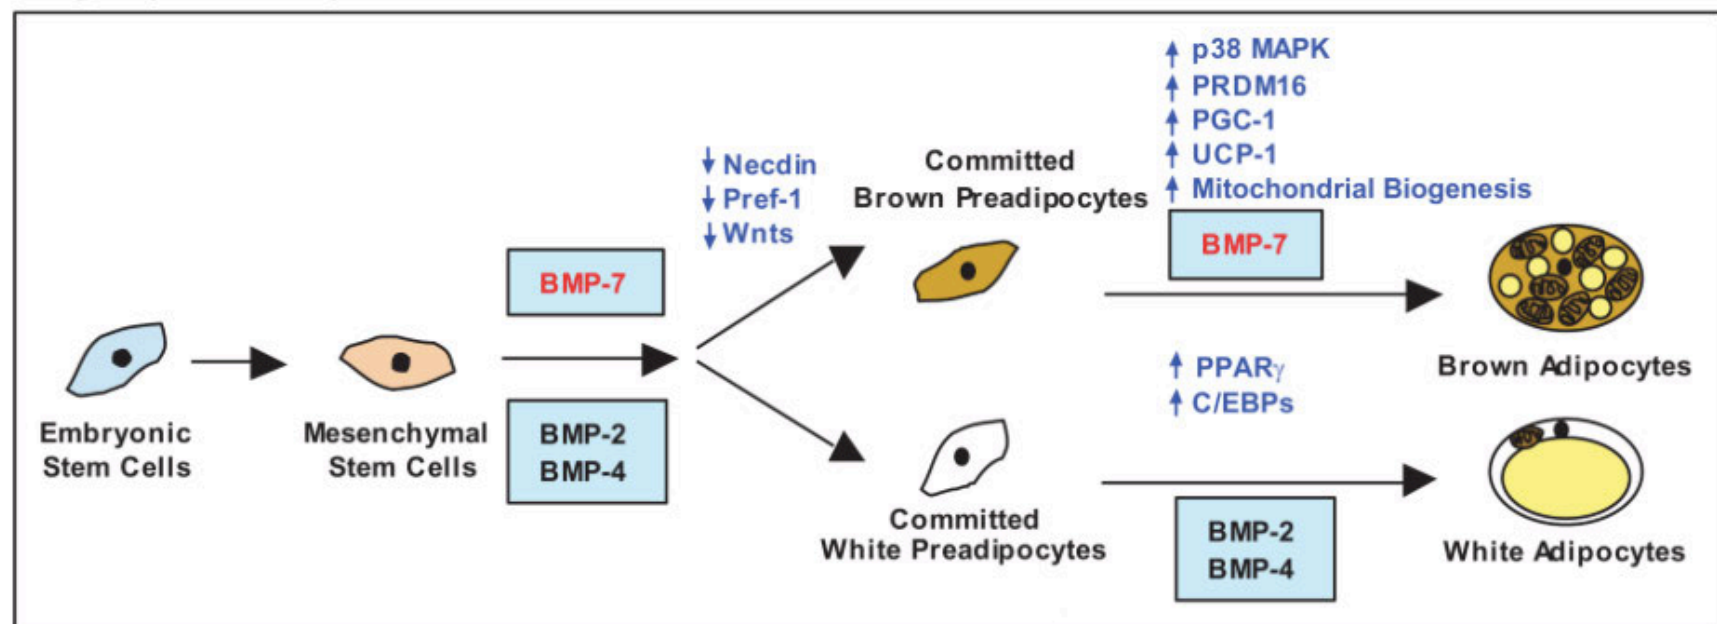 Embryonic
Stem Cells
Mesenchymal
Stem Cells
BMP-7
BMP-2
BMP-4
↓ Necdin
↓ Pref-1
↓ Wnts
Committed
Brown Preadipocytes
Committed
White Preadipocytes
↑ p38 MAPK
↑ PRDM16
↑ PGC-1
↑ UCP-1
↑ Mitochondrial Biogenesis
BMP-7
↑ PPARγ
↑ C/EBPs
BMP-2
BMP-4
Brown Adipocytes
White Adipocytes